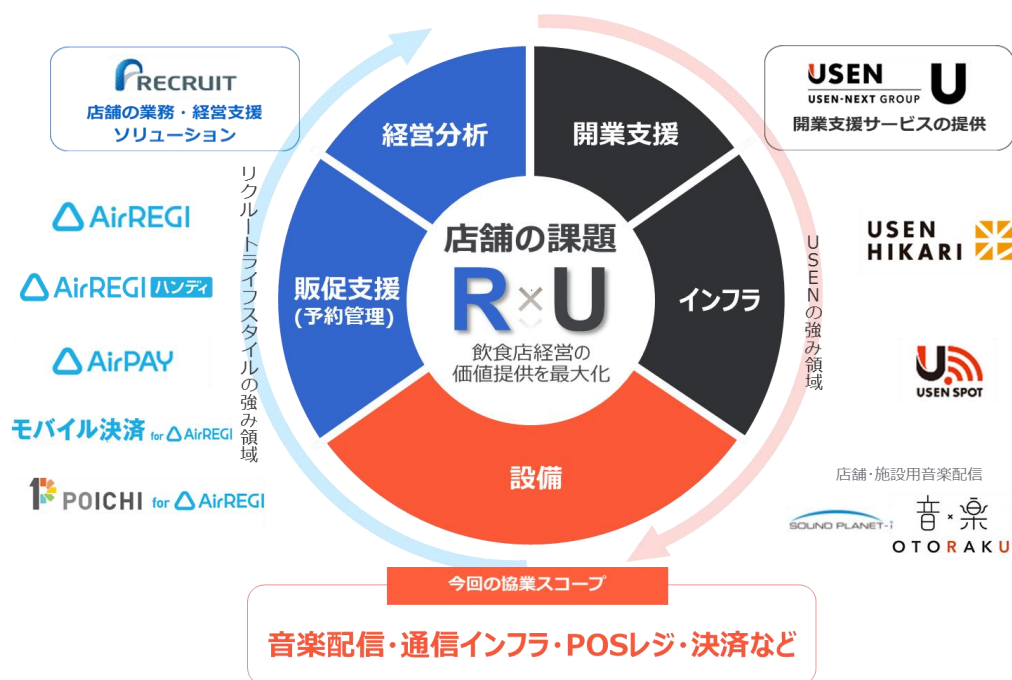 RECRUIT
店舗の業務・経営支援
ソリューション
リクルートライフスタイルの強み領域
AirREGI
AirREGI ハンディ
AirPAY
モバイル決済 for AirREGI
POICHI for AirREGI
経営分析
開業支援
販促支援
(予約管理)
インフラ
設備
店舗の課題
R×U
飲食店経営の
価値提供を最大化
USEN
USEN-NEXT GROUP
U
開業支援サービスの提供
USENの強み領域
USEN
HIKARI
USEN SPOT
店舗・施設用音楽配信
SOUND PLANET-i
音×楽
OTORAKU
今回の協業スコープ
音楽配信・通信インフラ・POSレジ・決済など